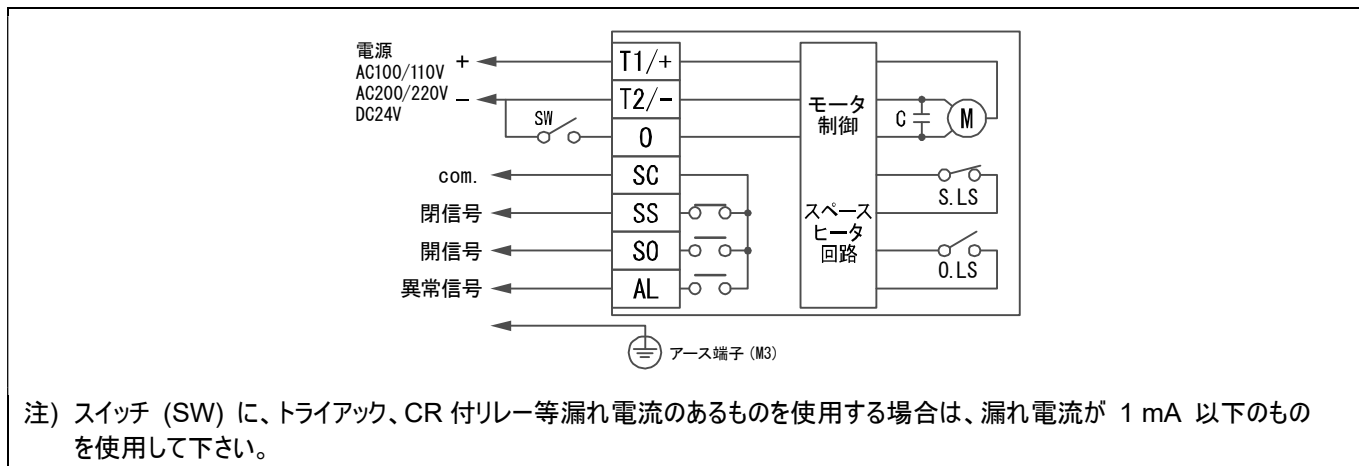 電源
AC100/110V
AC200/220V
DC24V
+
−
SW
com.
閉信号
開信号
異常信号
T1/+
T2/-
O
SC
SS
SO
AL
モータ
制御
スペース
ヒータ
回路
C
M
S.LS
O.LS
アース端子 (M3)
注) スイッチ (SW) に、トライアック、CR 付リレー等漏れ電流のあるものを使用する場合は、漏れ電流が 1 mA 以下のもの
を使用して下さい。